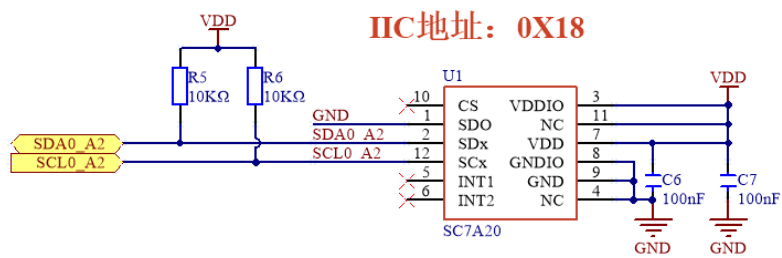 IIC地址：0X18
VDD
R5
10KΩ
R6
10KΩ
U1
VDD
10 CS VDDIO 3
GND 1 SDO NC 11
SDA0_A2 SDA0_A2 2 SDx VDD 7
SCL0_A2 SCL0_A2 12 SCx GNDIO 8
5 INT1 GND 9
6 INT2 NC 4
C6
100nF
C7
100nF
SC7A20
GND
GND